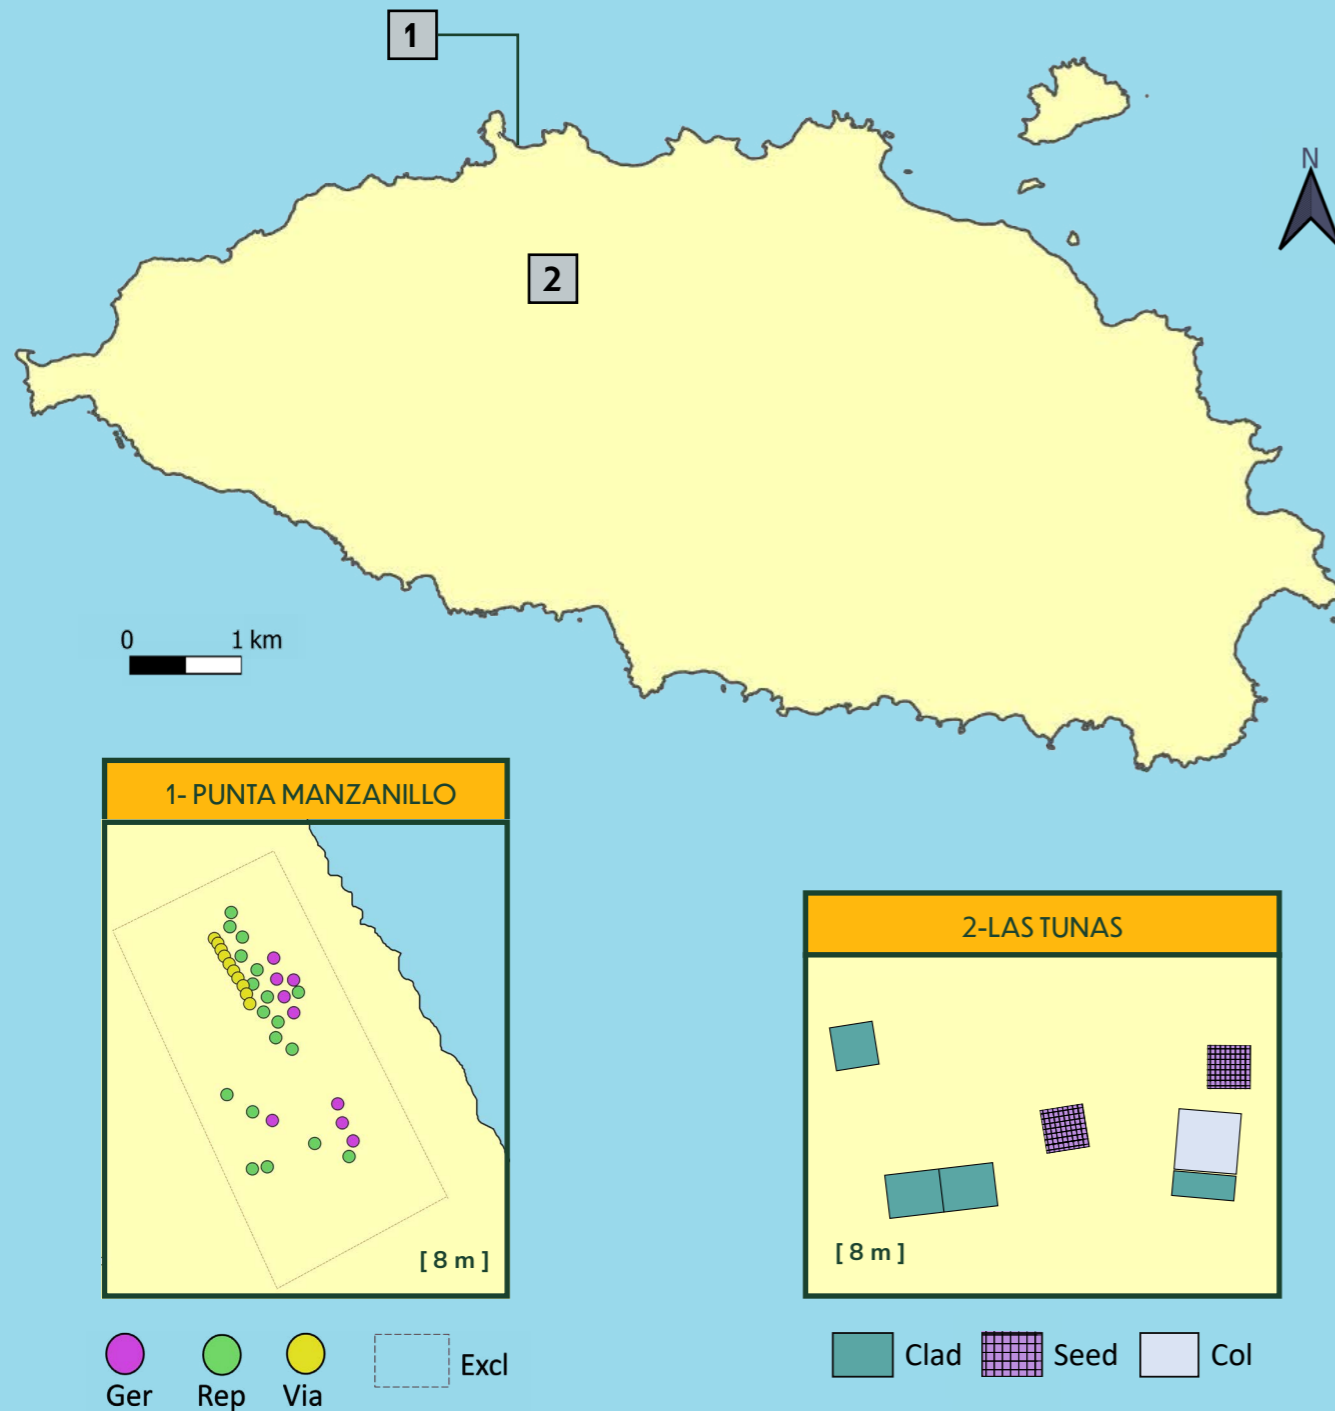 1
N
2
0 1 km
1- PUNTA MANZANILLO
2-LAS TUNAS
[ 8 m ]
[ 8 m ]
Ger Rep Via Excl
Clad Seed Col